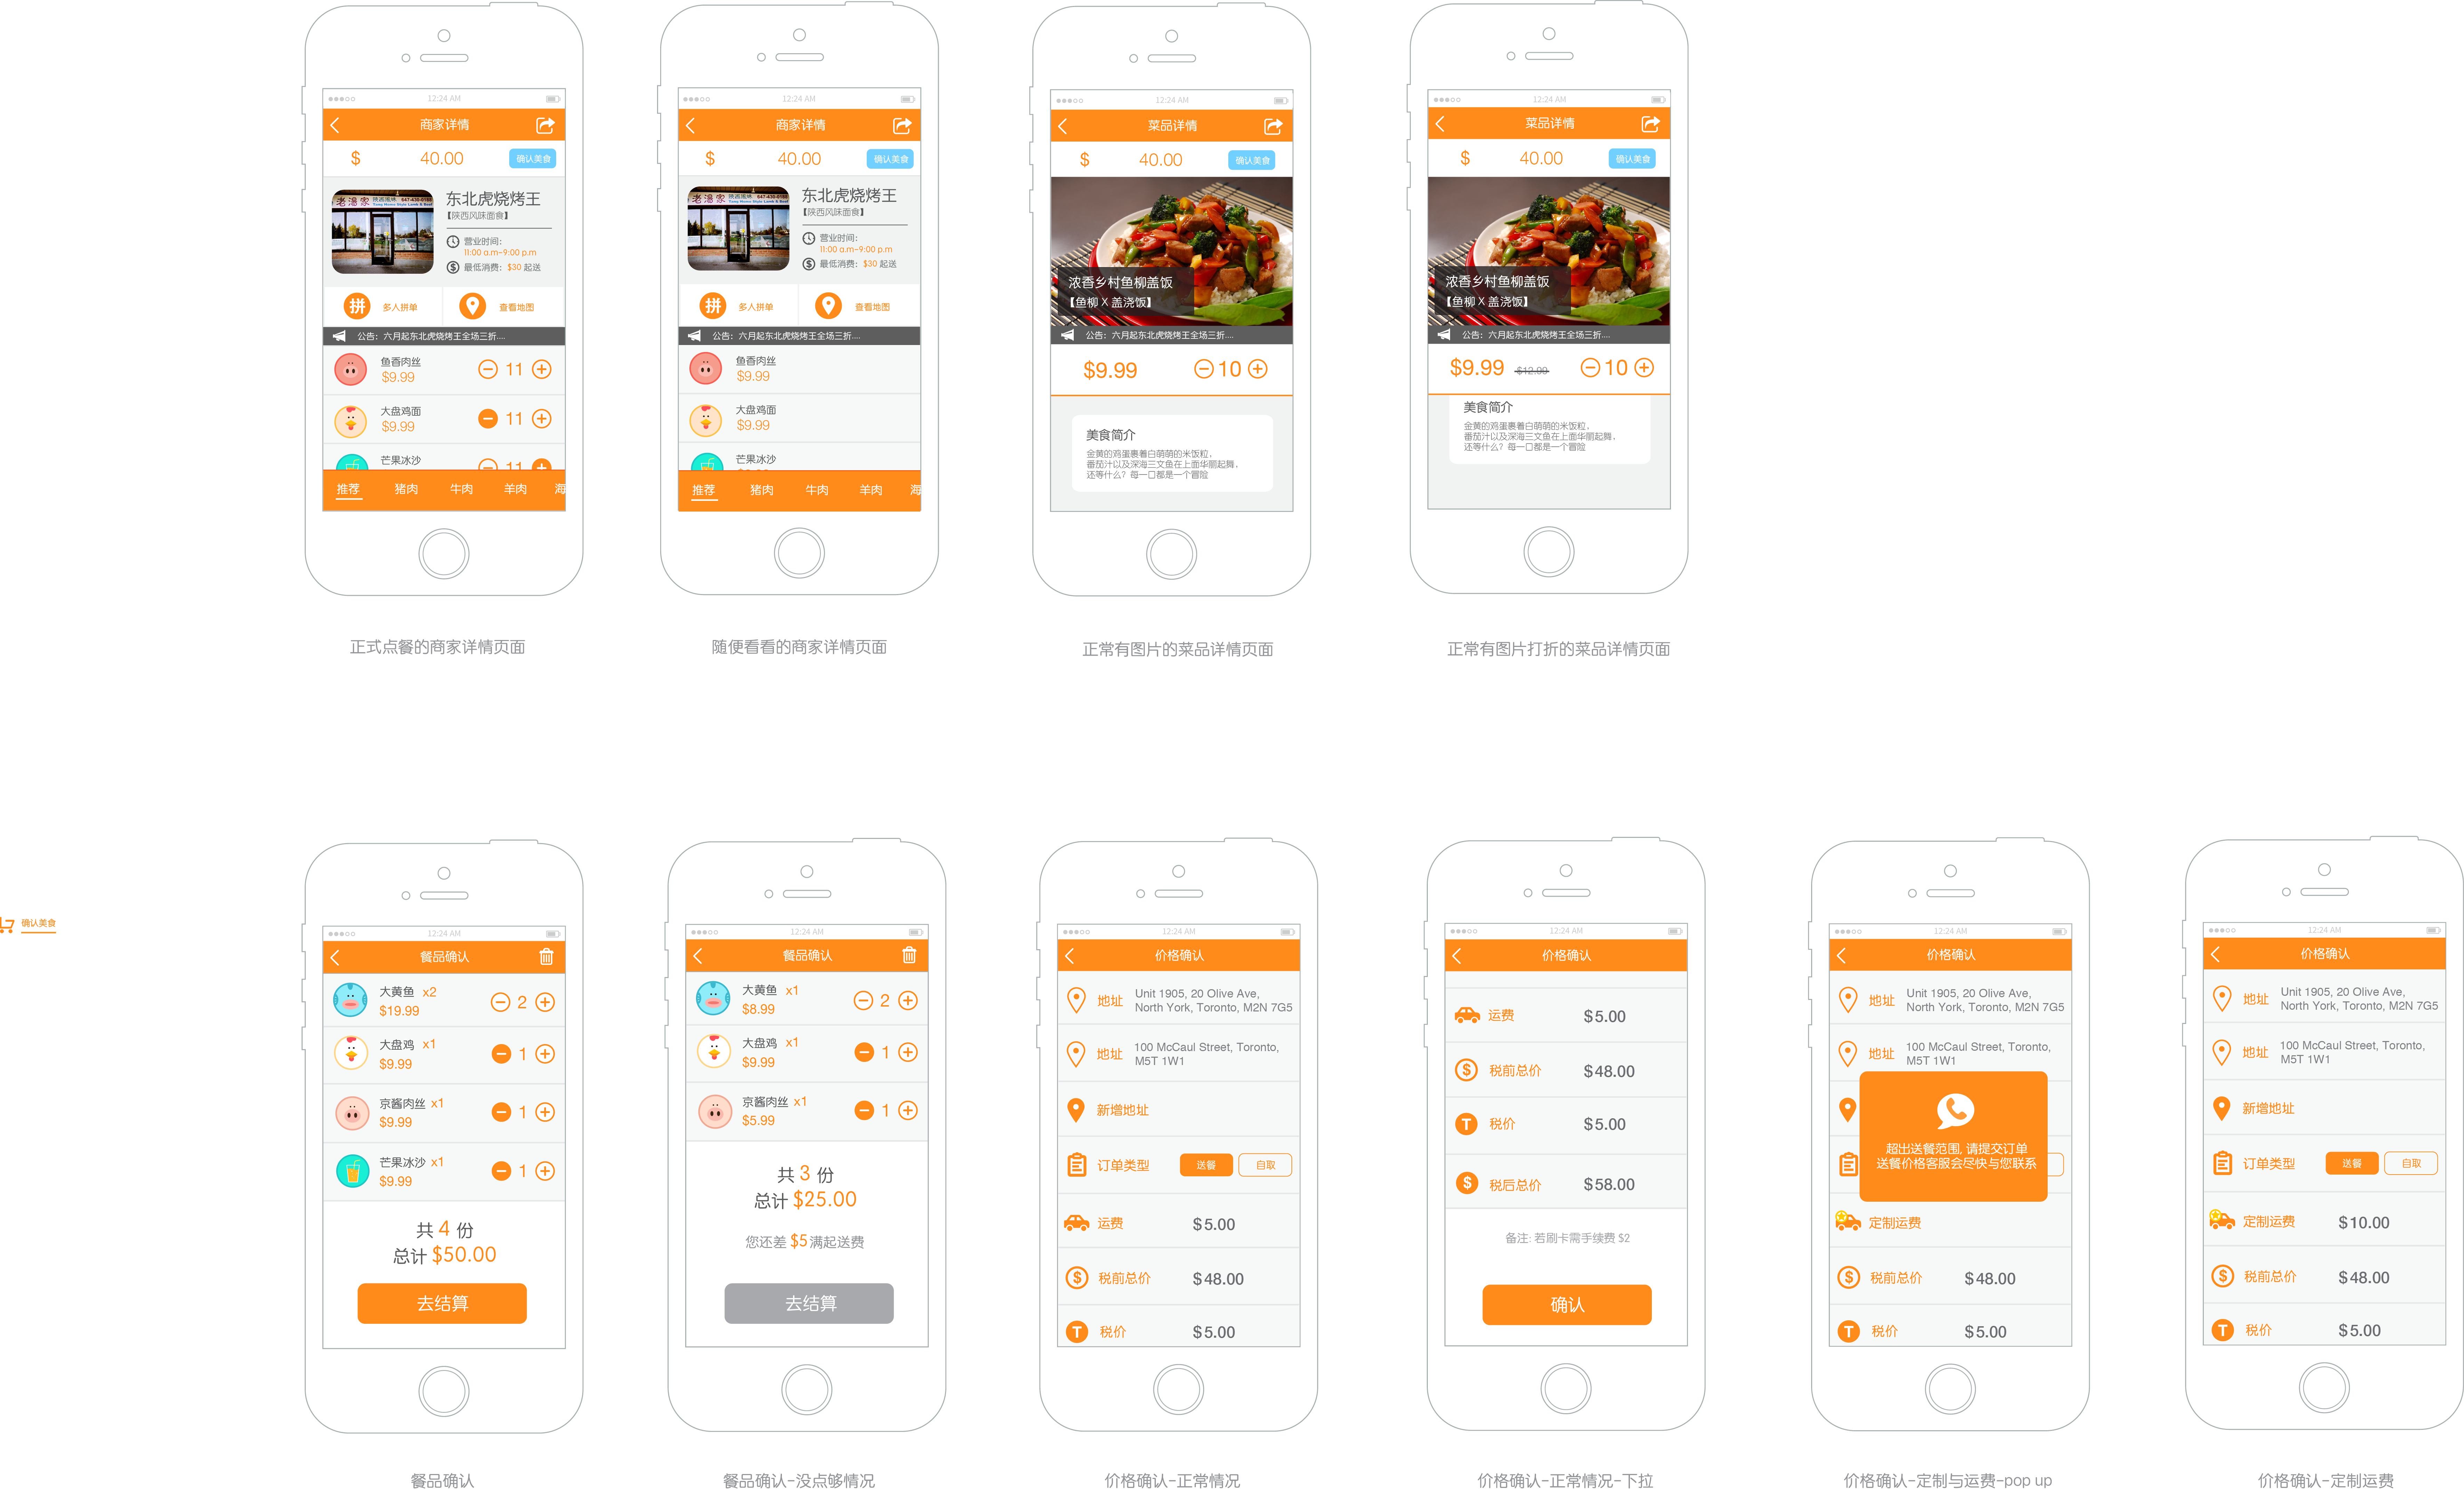 12:24 AM
商家详情
$ 40.00 确认美食
老湯家 陕西風味 647-430-9188
东北虎烧烤王
【陕西风味面食】
营业时间：
11:00 a.m-9:00 p.m
最低消费：$30 起送
拼 多人拼单 查看地图
公告：六月起东北虎烧烤王全场三折....
鱼香肉丝
$9.99
11
大盘鸡面
$9.99
11
芒果冰沙
11
推荐 猪肉 牛肉 羊肉 海
正式点餐的商家详情页面
12:24 AM
商家详情
$ 40.00 确认美食
老湯家 陕西風味 647-430-9188
东北虎烧烤王
【陕西风味面食】
营业时间：
11:00 a.m-9:00 p.m
最低消费：$30 起送
拼 多人拼单 查看地图
公告：六月起东北虎烧烤王全场三折....
鱼香肉丝
$9.99
大盘鸡面
$9.99
芒果冰沙
推荐 猪肉 牛肉 羊肉 海
随便看看的商家详情页面
12:24 AM
菜品详情
$ 40.00 确认美食
浓香乡村鱼柳盖饭
【鱼柳 X 盖浇饭】
公告：六月起东北虎烧烤王全场三折....
$9.99 10
美食简介
金黄的鸡蛋裹着白萌萌的米饭粒，
番茄汁以及深海三文鱼在上面华丽起舞，
还等什么？每一口都是一个冒险
正常有图片的菜品详情页面
12:24 AM
菜品详情
$ 40.00 确认美食
浓香乡村鱼柳盖饭
【鱼柳 X 盖浇饭】
公告：六月起东北虎烧烤王全场三折....
$9.99 $12.99 10
美食简介
金黄的鸡蛋裹着白萌萌的米饭粒，
番茄汁以及深海三文鱼在上面华丽起舞，
还等什么？每一口都是一个冒险
正常有图片打折的菜品详情页面
确认美食
12:24 AM
餐品确认
大黄鱼 x2
$19.99
2
大盘鸡 x1
$9.99
1
京酱肉丝 x1
$9.99
1
芒果冰沙 x1
$9.99
1
共 4 份
总计 $50.00
去结算
餐品确认
12:24 AM
餐品确认
大黄鱼 x1
$8.99
2
大盘鸡 x1
$9.99
1
京酱肉丝 x1
$5.99
1
共 3 份
总计 $25.00
您还差 $5 满起送费
去结算
餐品确认-没点够情况
12:24 AM
价格确认
地址 Unit 1905, 20 Olive Ave,
North York, Toronto, M2N 7G5
地址 100 McCaul Street, Toronto,
M5T 1W1
新增地址
订单类型 送餐 自取
运费 $5.00
税前总价 $48.00
税价 $5.00
价格确认-正常情况
12:24 AM
价格确认
运费 $5.00
税前总价 $48.00
税价 $5.00
税后总价 $58.00
备注: 若刷卡需手续费 $2
确认
价格确认-正常情况-下拉
12:24 AM
价格确认
地址 Unit 1905, 20 Olive Ave,
North York, Toronto, M2N 7G5
地址 100 McCaul Street, Toronto,
M5T 1W1
超出送餐范围, 请提交订单
送餐价格客服会尽快与您联系
定制运费
税前总价 $48.00
税价 $5.00
价格确认-定制与运费-pop up
12:24 AM
价格确认
地址 Unit 1905, 20 Olive Ave,
North York, Toronto, M2N 7G5
地址 100 McCaul Street, Toronto,
M5T 1W1
新增地址
订单类型 送餐 自取
定制运费 $10.00
税前总价 $48.00
税价 $5.00
价格确认-定制运费